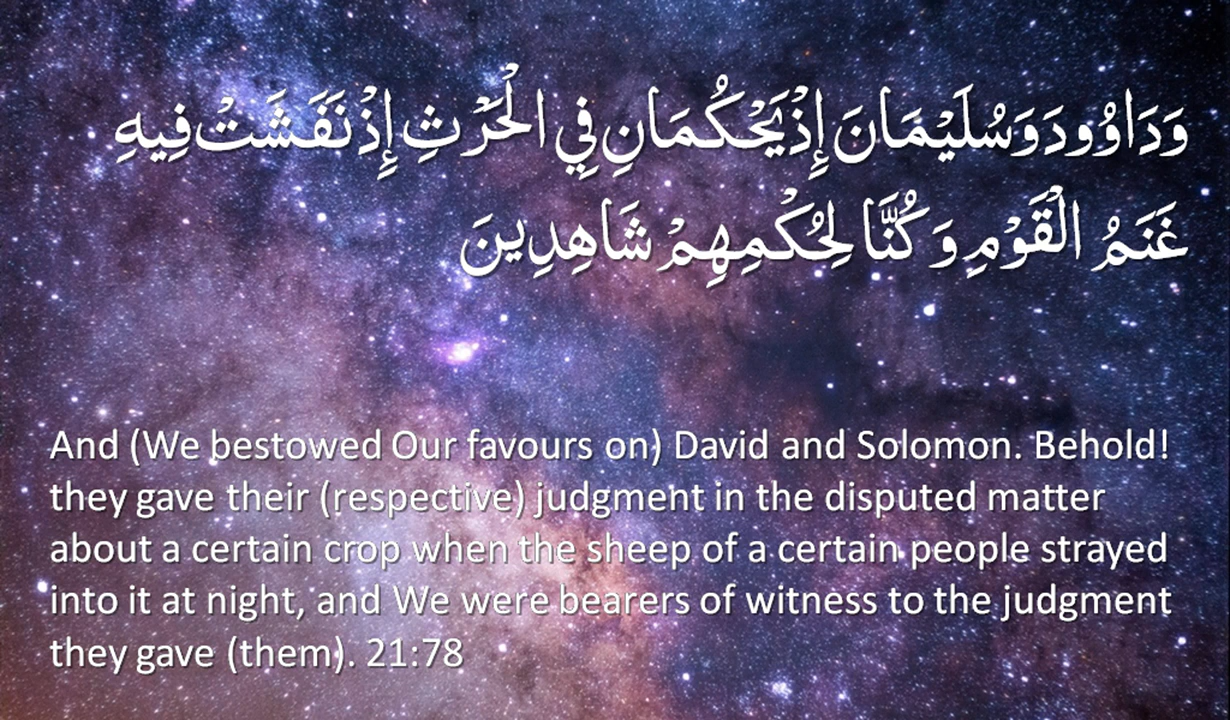 وَدَاوُودَ وَسُلَيْمَانَ إِذْ يَحْكُمَانِ فِي الْحَرْثِ إِذْ نَفَشَتْ فِيهِ
غَنَمُ الْقَوْمِ وَكُنَّا لِحُكْمِهِمْ شَاهِدِينَ
And (We bestowed Our favours on) David and Solomon. Behold!
they gave their (respective) judgment in the disputed matter
about a certain crop when the sheep of a certain people strayed
into it at night, and We were bearers of witness to the judgment
they gave (them). 21:78